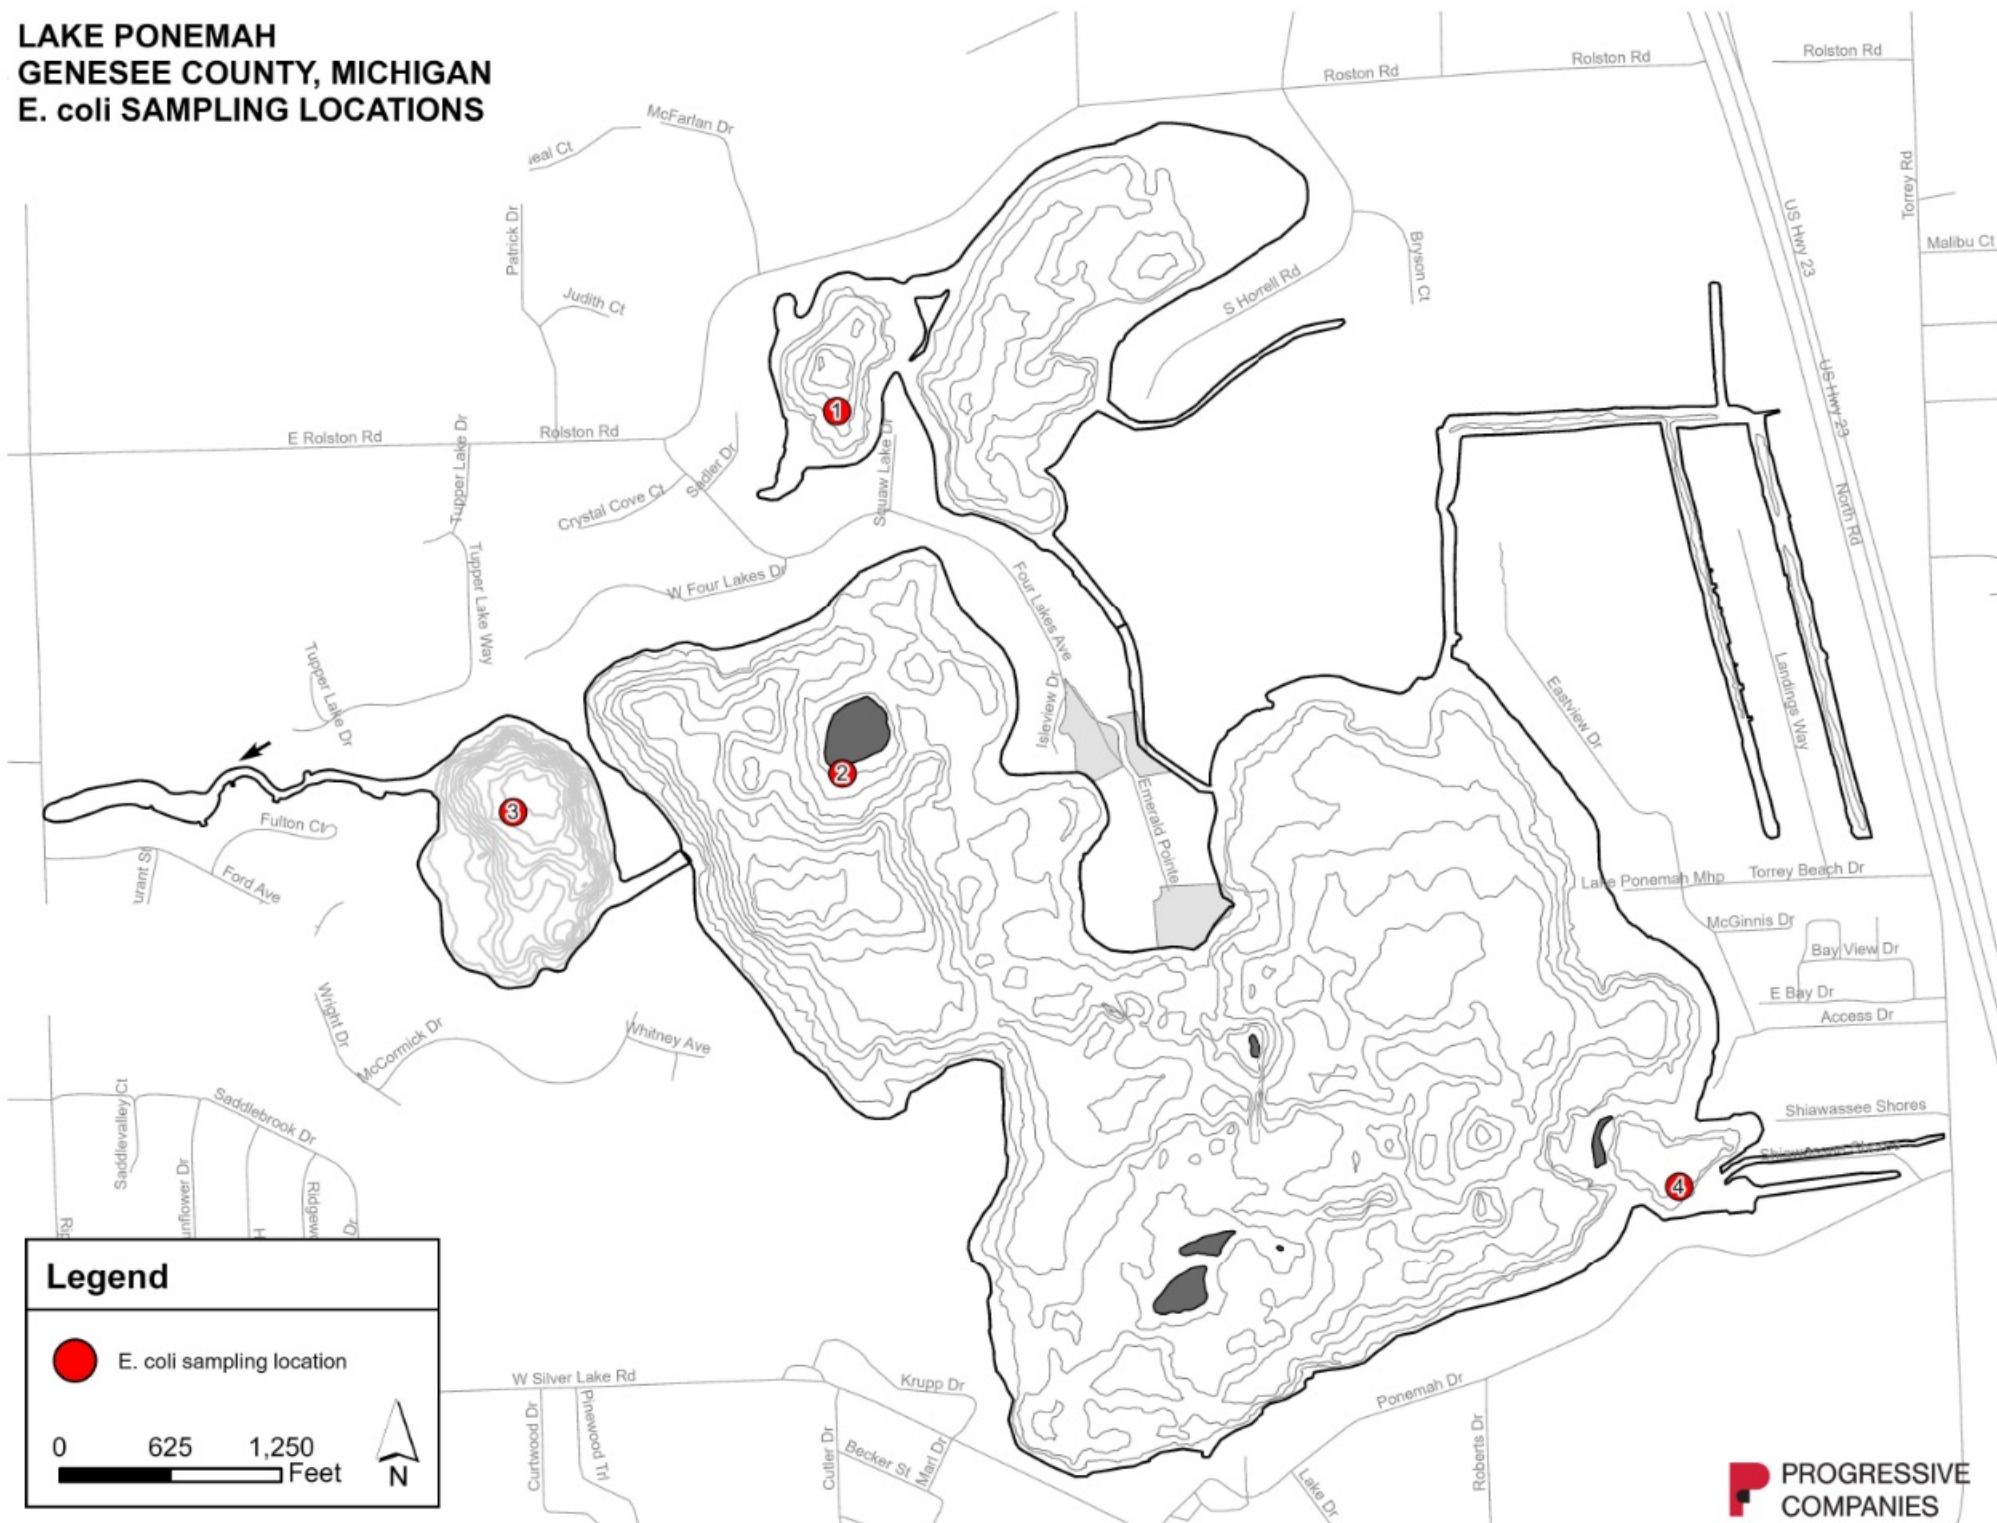 LAKE PONEMAH
GENESEE COUNTY, MICHIGAN
E. coli SAMPLING LOCATIONS
Rolston Rd
Rolston Rd
Roston Rd
McFarlan Dr
Torrey Rd
Patrick Dr
US Hwy 23
Malibu Ct
Bryson Ct
S Horrell Rd
Judith Ct
US Hwy 23
1
E Rolston Rd
Rolston Rd
Tupper Lake Dr
Sadler Dr
Squaw Lake Dr
Crystal Cove Ct
North Rd
W Four Lakes Dr
Four Lakes Ave
Tupper Lake Way
Tupper Lake Dr
Isleview Dr
Eastview Dr
Landings Way
2
3
Emerald Pointe
Fulton Ct
Ford Ave
Lake Ponemah Mhp
Torrey Beach Dr
McGinnis Dr
Bay View Dr
E Bay Dr
Access Dr
Wright Dr
McCormick Dr
Whitney Ave
Saddlevalley Ct
Saddlebrook Dr
Shiawassee Shores
Shiawassee Shores
4
Dr
Legend
E. coli sampling location
0 625 1,250
Feet
N
W Silver Lake Rd
Krupp Dr
Ponemah Dr
Curtwood Dr
Pinewood Trl
Cutler Dr
Becker St
Marl Dr
Lake Dr
Roberts Dr
PROGRESSIVE
COMPANIES